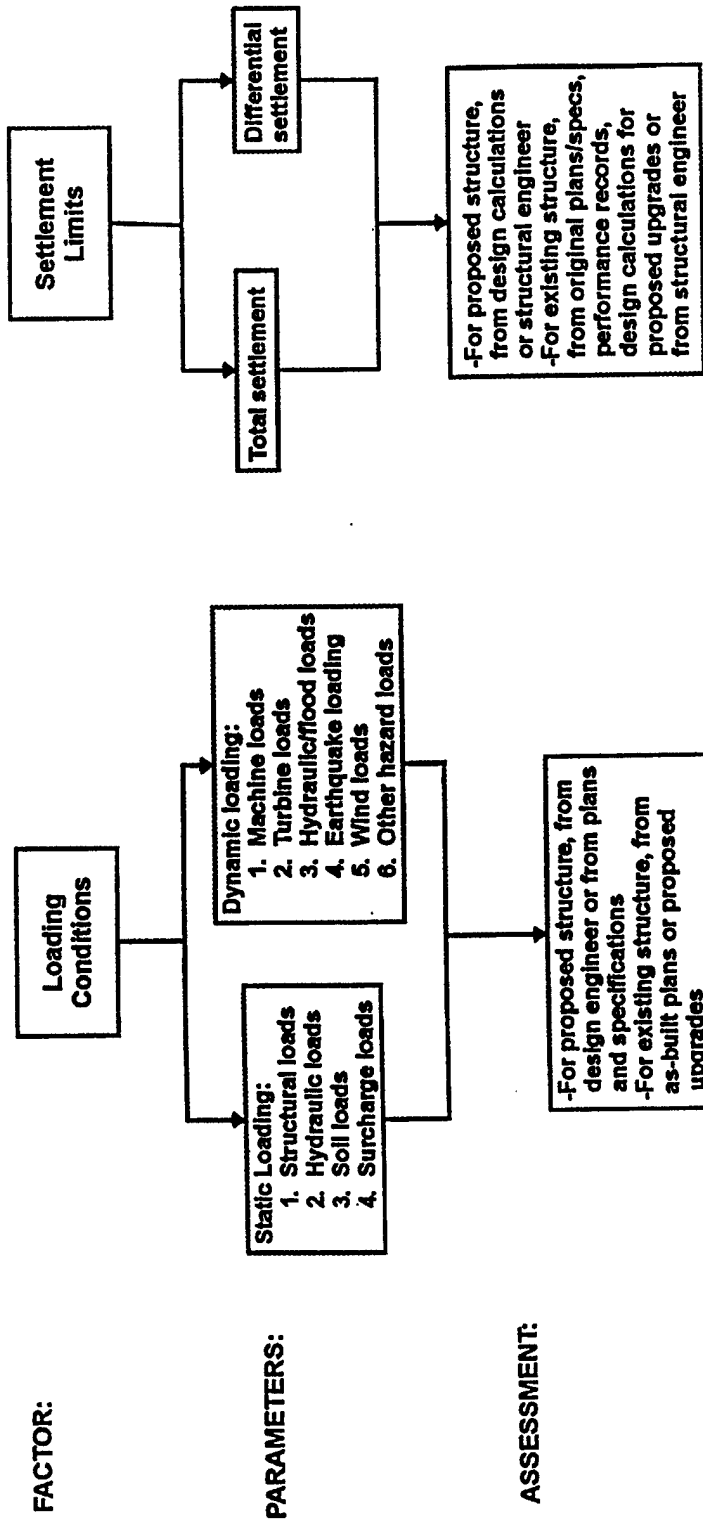 FACTOR:
Loading
Conditions
Settlement
Limits
PARAMETERS:
Static Loading:
1. Structural loads
2. Hydraulic loads
3. Soil loads
4. Surcharge loads
Dynamic loading:
1. Machine loads
2. Turbine loads
3. Hydraulic/flood loads
4. Earthquake loading
5. Wind loads
6. Other hazard loads
Total settlement
Differential
settlement
ASSESSMENT:
-For proposed structure, from
design engineer or from plans
and specifications
-For existing structure, from
as-built plans or proposed
upgrades
-For proposed structure,
from design calculations
or structural engineer
-For existing structure,
from original plans/specs,
performance records,
design calculations for
proposed upgrades or
from structural engineer